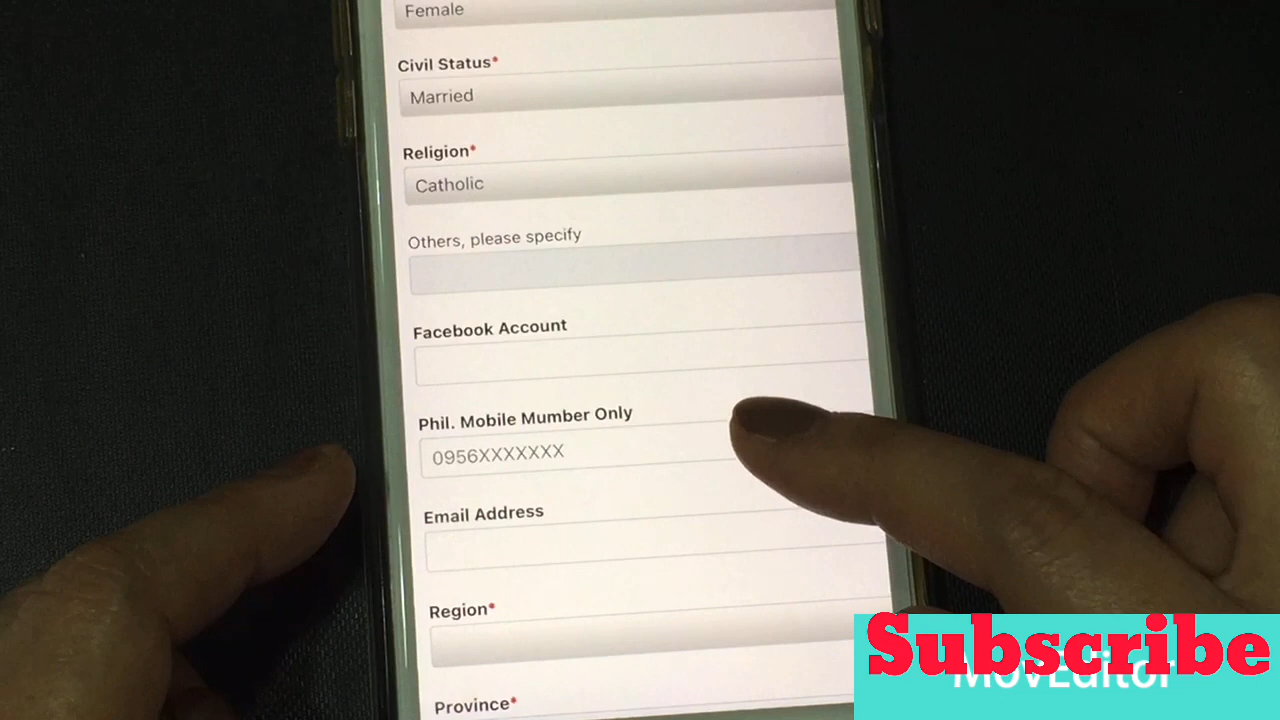 Female
Civil Status*
Married
Religion*
Catholic
Others, please specify
Facebook Account
Phil. Mobile Mumber Only
0956XXXXXXX
Email Address
Region*
Province*
Subscribe
MovEditor